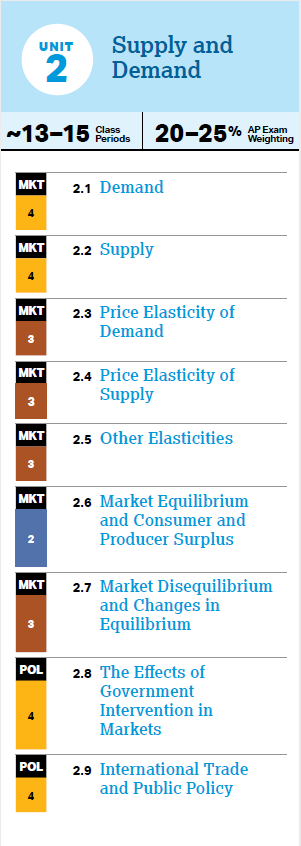 UNIT
2
Supply and
Demand
~13–15 Class
Periods
20–25% AP Exam
Weighting
MKT
4
2.1 Demand
MKT
4
2.2 Supply
MKT
3
2.3 Price Elasticity of
Demand
MKT
3
2.4 Price Elasticity of
Supply
MKT
3
2.5 Other Elasticities
MKT
2
2.6 Market Equilibrium
and Consumer and
Producer Surplus
MKT
3
2.7 Market Disequilibrium
and Changes in
Equilibrium
POL
4
2.8 The Effects of
Government
Intervention in
Markets
POL
4
2.9 International Trade
and Public Policy